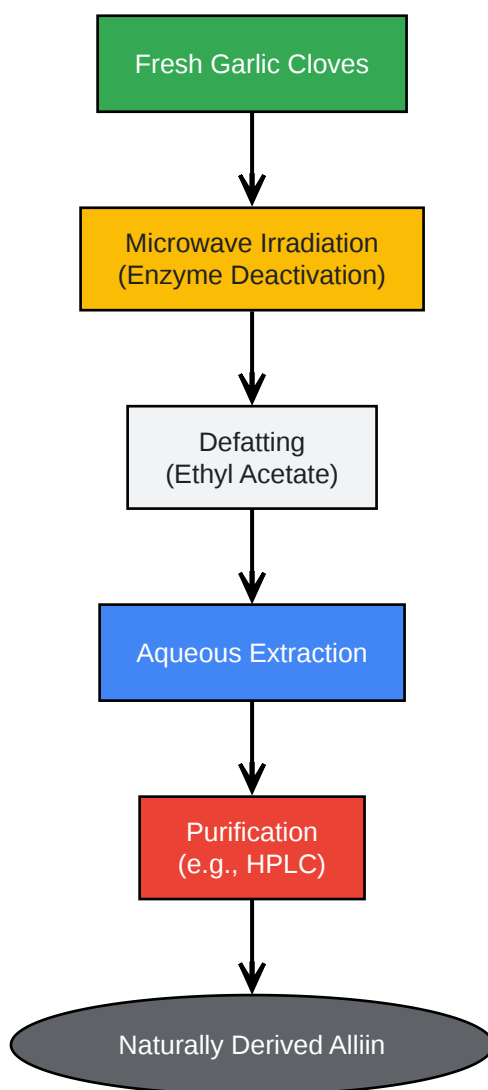 Fresh Garlic Cloves
Microwave Irradiation
(Enzyme Deactivation)
Defatting
(Ethyl Acetate)
Aqueous Extraction
Purification
(e.g., HPLC)
Naturally Derived Alliin